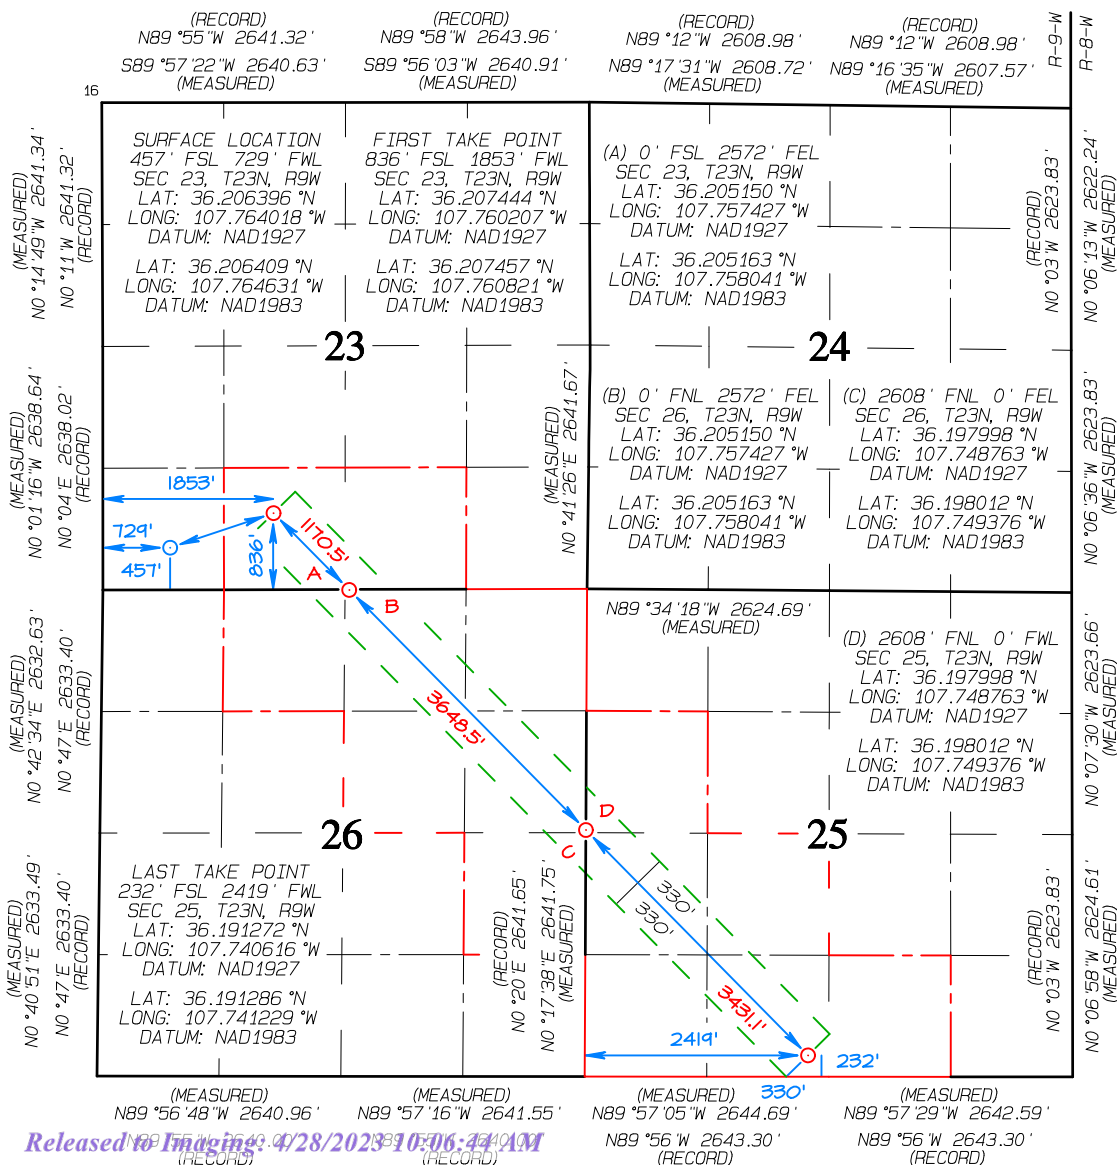 (RECORD)
N89°55'W 2641.32'
S89°57'22"W 2640.63'
(MEASURED)
(RECORD)
N89°58'W 2643.96'
S89°56'03"W 2640.91'
(MEASURED)
(RECORD)
N89°12'W 2608.98'
N89°17'31"W 2608.72'
(MEASURED)
(RECORD)
N89°12'W 2608.98'
N89°16'35"W 2607.57'
(MEASURED)
R-9-W
R-8-W
16
(MEASURED)
N0°14'49"W 2641.34'
N0°11'W 2641.32'
(RECORD)
SURFACE LOCATION
457' FSL 729' FWL
SEC 23, T23N, R9W
LAT: 36.206396°N
LONG: 107.764018°W
DATUM: NAD1927
LAT: 36.206409°N
LONG: 107.764631°W
DATUM: NAD1983
FIRST TAKE POINT
836' FSL 1853' FWL
SEC 23, T23N, R9W
LAT: 36.207444°N
LONG: 107.760207°W
DATUM: NAD1927
LAT: 36.207457°N
LONG: 107.760821°W
DATUM: NAD1983
(A) 0' FSL 2572' FEL
SEC 23, T23N, R9W
LAT: 36.205150°N
LONG: 107.757427°W
DATUM: NAD1927
LAT: 36.205163°N
LONG: 107.758041°W
DATUM: NAD1983
(RECORD)
N0°03'W 2623.83'
N0°06'13"W 2622.24'
(MEASURED)
23
24
(MEASURED)
N0°01'16"W 2638.64'
N0°04'E 2638.02'
(RECORD)
(MEASURED)
N0°41'26"E 2641.67'
(B) 0' FNL 2572' FEL
SEC 26, T23N, R9W
LAT: 36.205150°N
LONG: 107.757427°W
DATUM: NAD1927
LAT: 36.205163°N
LONG: 107.758041°W
DATUM: NAD1983
(C) 2608' FNL 0' FEL
SEC 26, T23N, R9W
LAT: 36.197998°N
LONG: 107.748763°W
DATUM: NAD1927
LAT: 36.198012°N
LONG: 107.749376°W
DATUM: NAD1983
N0°06'36"W 2623.83'
(MEASURED)
1853'
729'
457'
836'
1170.5'
A
B
N89°34'18"W 2624.69'
(MEASURED)
(MEASURED)
N0°42'34"E 2632.63'
N0°47'E 2633.40'
(RECORD)
3648.5'
(D) 2608' FNL 0' FWL
SEC 25, T23N, R9W
LAT: 36.197998°N
LONG: 107.748763°W
DATUM: NAD1927
LAT: 36.198012°N
LONG: 107.749376°W
DATUM: NAD1983
N0°07'30"W 2623.66'
(MEASURED)
26
D
C
25
(MEASURED)
N0°40'51"E 2633.49'
N0°47'E 2633.40'
(RECORD)
LAST TAKE POINT
232' FSL 2419' FWL
SEC 25, T23N, R9W
LAT: 36.191272°N
LONG: 107.740616°W
DATUM: NAD1927
LAT: 36.191286°N
LONG: 107.741229°W
DATUM: NAD1983
(RECORD)
N0°20'E 2641.65'
N0°17'38"E 2641.75'
(MEASURED)
330'
330'
3431.1'
2419'
232'
330'
(RECORD)
N0°03'W 2623.83'
N0°06'58"W 2624.61'
(MEASURED)
(MEASURED)
N89°56'48"W 2640.96'
(RECORD)
(MEASURED)
N89°57'16"W 2641.55'
(RECORD)
(MEASURED)
N89°57'05"W 2644.69'
N89°56'W 2643.30'
(RECORD)
(MEASURED)
N89°57'29"W 2642.59'
N89°56'W 2643.30'
(RECORD)
Released to Imaging: 4/28/2023 10:06:44 AM